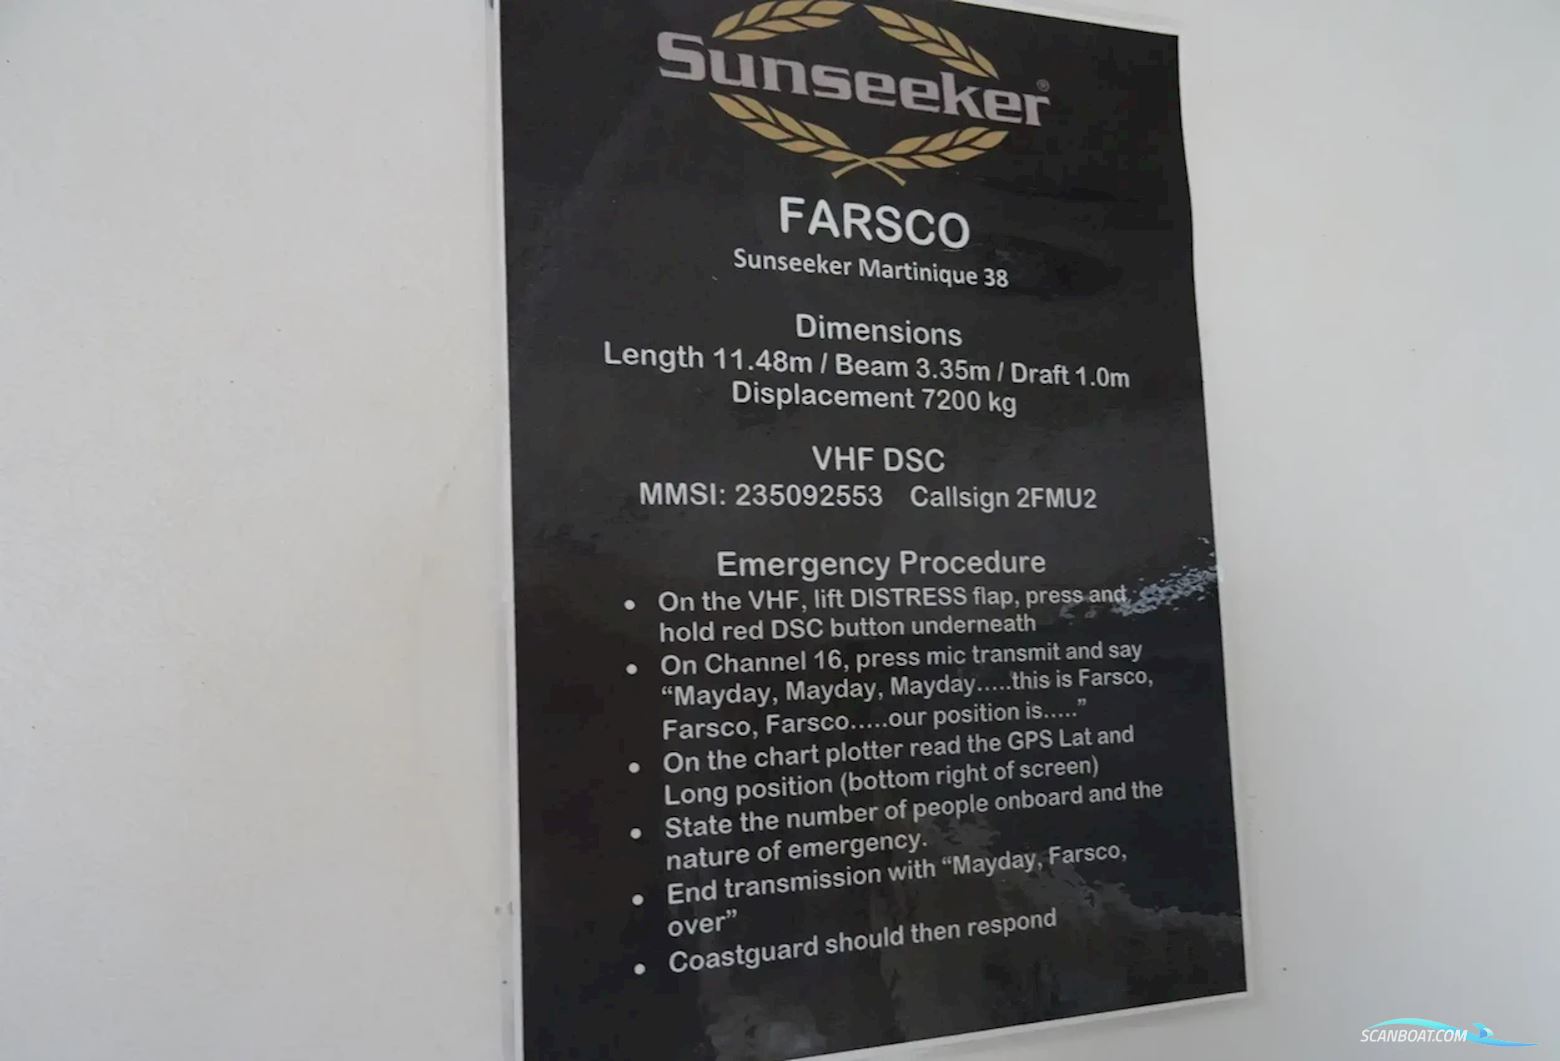 Sunseeker®
FARSCO
Sunseeker Martinique 38
Dimensions
Length 11.48m / Beam 3.35m / Draft 1.0m
Displacement 7200 kg
VHF DSC
MMSI: 235092553 Callsign 2FMU2
Emergency Procedure
• On the VHF, lift DISTRESS flap, press and
hold red DSC button underneath
• On Channel 16, press mic transmit and say
“Mayday, Mayday, Mayday.....this is Farsco,
Farsco, Farsco.....our position is.....”
• On the chart plotter read the GPS Lat and
Long position (bottom right of screen)
• State the number of people onboard and the
nature of emergency.
• End transmission with “Mayday, Farsco,
over”
• Coastguard should then respond
SCANBOAT.COM